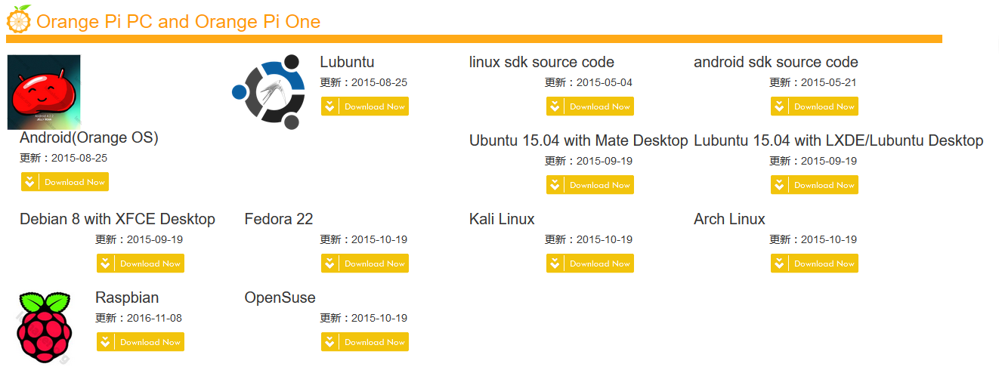 Orange Pi PC and Orange Pi One
Lubuntu
更新：2015-08-25
Download Now
linux sdk source code
更新：2015-05-04
Download Now
android sdk source code
更新：2015-05-21
Download Now
Android 4.2.2
JELLY BEAN
Android(Orange OS)
更新：2015-08-25
Download Now
Ubuntu 15.04 with Mate Desktop
更新：2015-09-19
Download Now
Lubuntu 15.04 with LXDE/Lubuntu Desktop
更新：2015-09-19
Download Now
Debian 8 with XFCE Desktop
更新：2015-09-19
Download Now
Fedora 22
更新：2015-10-19
Download Now
Kali Linux
更新：2015-10-19
Download Now
Arch Linux
更新：2015-10-19
Download Now
Raspbian
更新：2016-11-08
Download Now
OpenSuse
更新：2015-10-19
Download Now